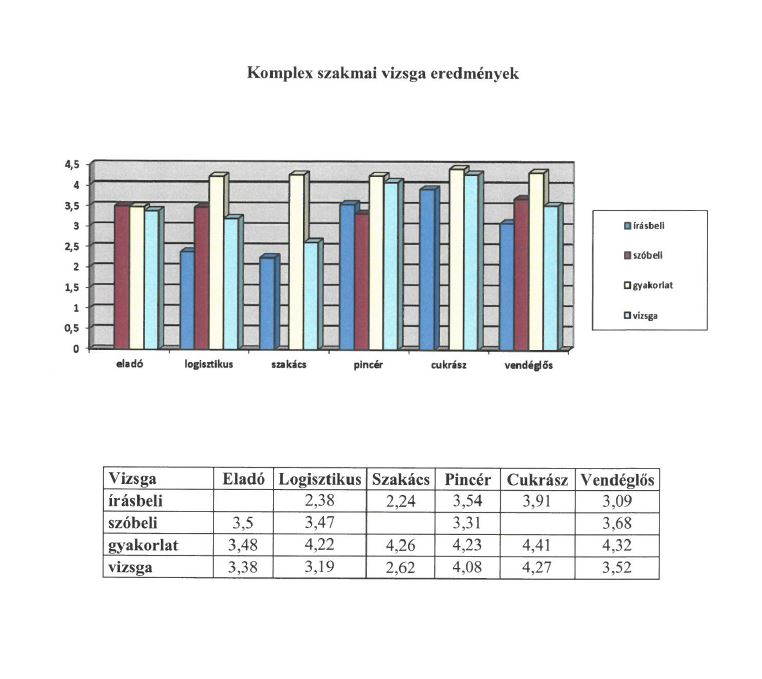 Komplex szakmai vizsga eredmények
4,5
4
3,5
3
2,5
2
1,5
1
0,5
0
eladó logisztikus szakács pincér cukrász vendéglős
írásbeli
szóbeli
gyakorlat
vizsga
Vizsga Eladó Logisztikus Szakács Pincér Cukrász Vendéglős
írásbeli 2,38 2,24 3,54 3,91 3,09
szóbeli 3,5 3,47 3,31 3,68
gyakorlat 3,48 4,22 4,26 4,23 4,41 4,32
vizsga 3,38 3,19 2,62 4,08 4,27 3,52